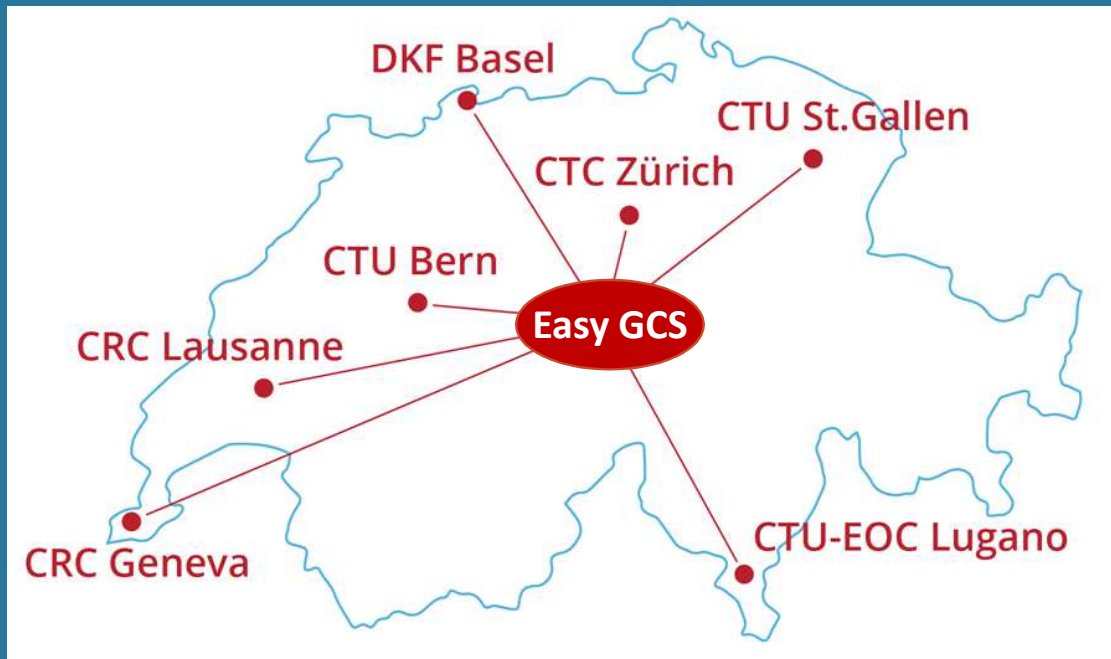 DKF Basel
CTU St.Gallen
CTC Zürich
CTU Bern
Easy GCS
CRC Lausanne
CTU-EOC Lugano
CRC Geneva